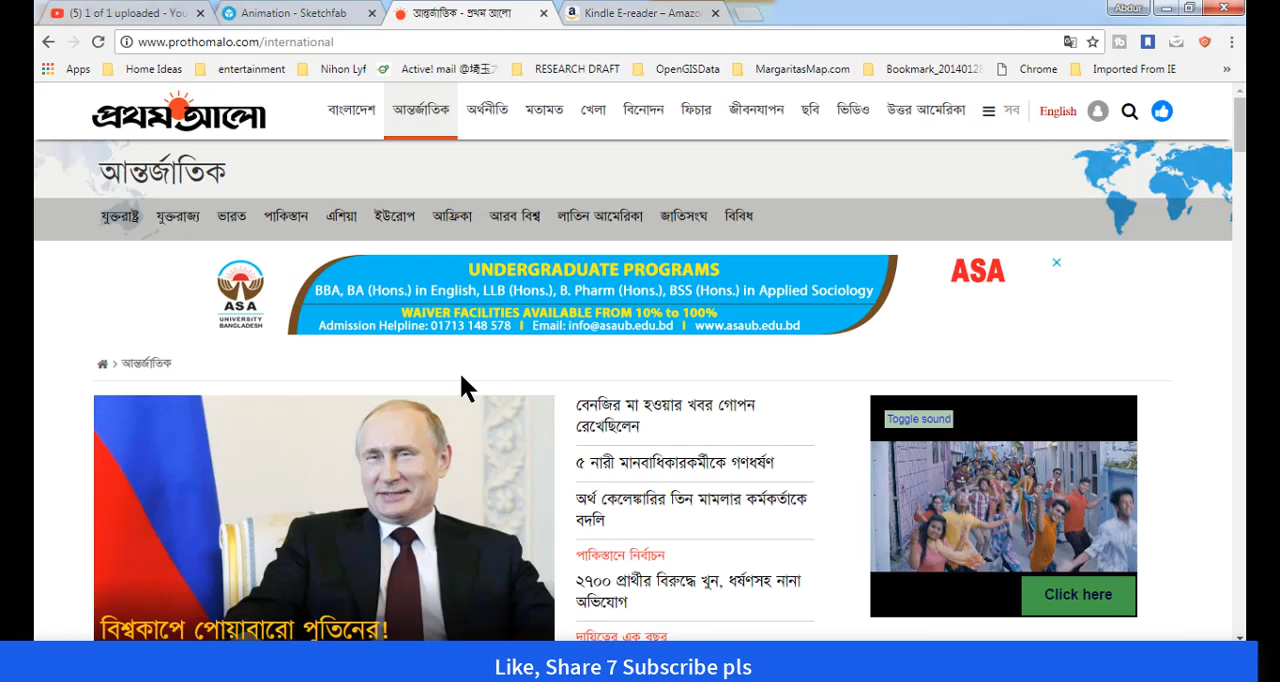 (5) 1 of 1 uploaded - You
Animation - Sketchfab
আন্তর্জাতিক - প্রথম আলো
Kindle E-reader – Amazo
Abdur
www.prothomalo.com/international
Apps
Home Ideas
entertainment
Nihon Lyf
Active! mail @埼玉
RESEARCH DRAFT
OpenGISData
MargaritasMap.com
Bookmark_20140128
Chrome
Imported From IE
»
প্রথম আলো
বাংলাদেশ
আন্তর্জাতিক
অর্থনীতি
মতামত
খেলা
বিনোদন
ফিচার
জীবনযাপন
ছবি
ভিডিও
উত্তর আমেরিকা
সব
English
আন্তর্জাতিক
যুক্তরাষ্ট্র
যুক্তরাজ্য
ভারত
পাকিস্তান
এশিয়া
ইউরোপ
আফ্রিকা
আরব বিশ্ব
লাতিন আমেরিকা
জাতিসংঘ
বিবিধ
ASA
UNIVERSITY
BANGLADESH
UNDERGRADUATE PROGRAMS
BBA, BA (Hons.) in English, LLB (Hons.), B. Pharm (Hons.), BSS (Hons.) in Applied Sociology
WAIVER FACILITIES AVAILABLE FROM 10% to 100%
Admission Helpline: 01713 148 578 I Email: info@asaub.edu.bd I www.asaub.edu.bd
ASA
> আন্তর্জাতিক
বিশ্বকাপে পোয়াবারো পুতিনের!
বেনজির মা হওয়ার খবর গোপন
রেখেছিলেন
৫ নারী মানবাধিকারকর্মীকে গণধর্ষণ
অর্থ কেলেঙ্কারির তিন মামলার কর্মকর্তাকে
বদলি
পাকিস্তানে নির্বাচন
২৭০০ প্রার্থীর বিরুদ্ধে খুন, ধর্ষণসহ নানা
অভিযোগ
দায়িত্বের এক বছর
Toggle sound
Click here
Like, Share 7 Subscribe pls